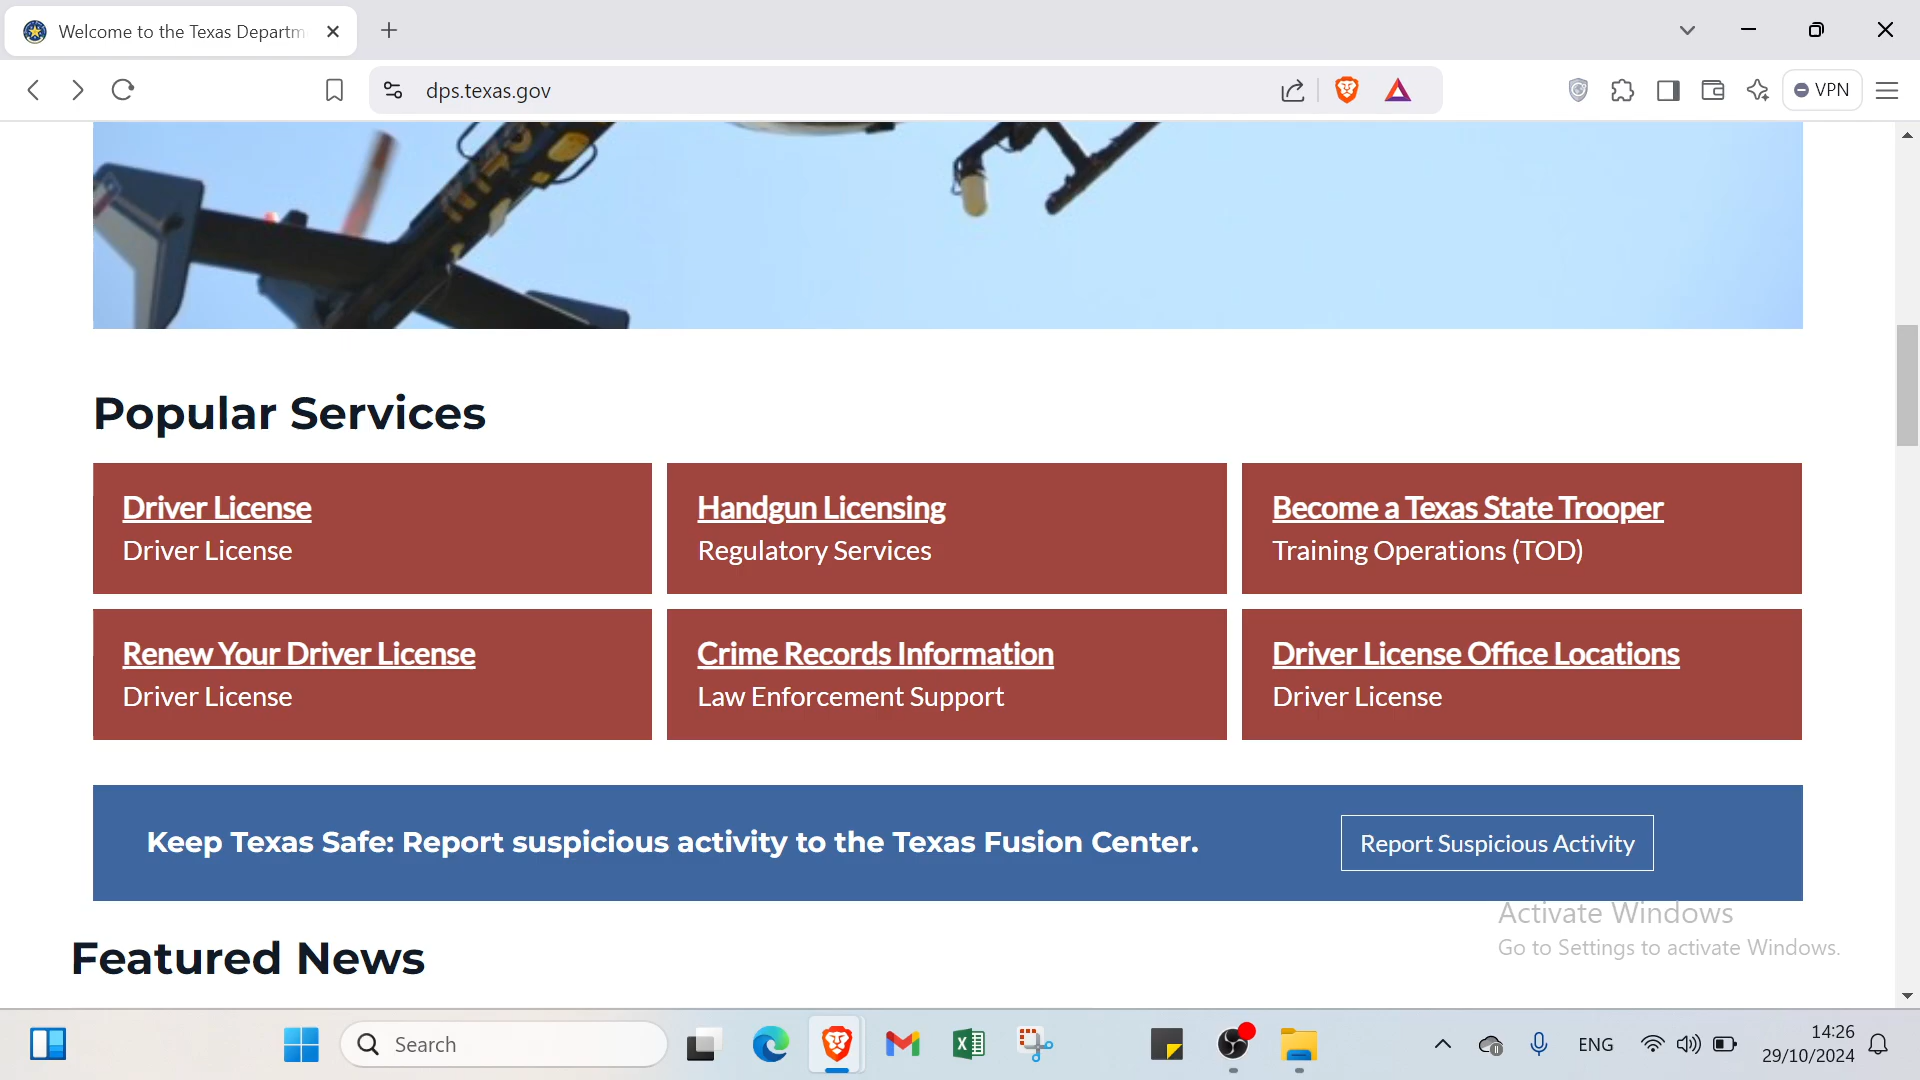 Welcome to the Texas Departm
dps.texas.gov
VPN
Popular Services
Driver License
Driver License
Handgun Licensing
Regulatory Services
Become a Texas State Trooper
Training Operations (TOD)
Renew Your Driver License
Driver License
Crime Records Information
Law Enforcement Support
Driver License Office Locations
Driver License
Keep Texas Safe: Report suspicious activity to the Texas Fusion Center.
Report Suspicious Activity
Activate Windows
Go to Settings to activate Windows.
Featured News
Search
ENG
14:26
29/10/2024